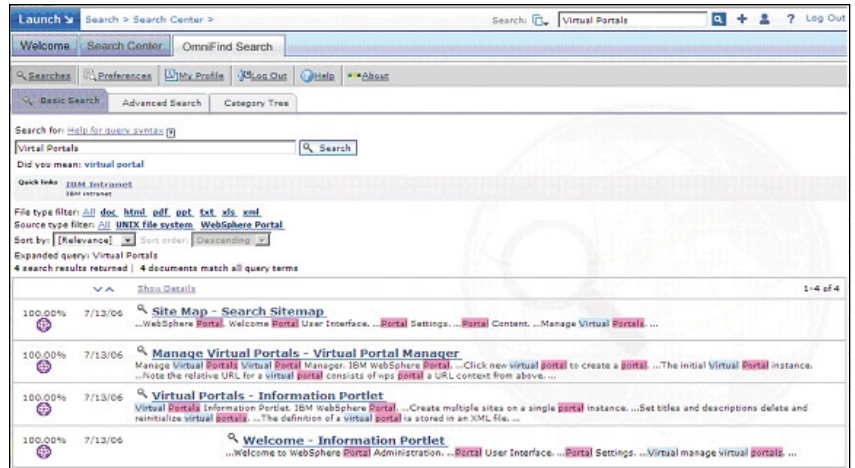 Launch Search > Search Center > Search: Virtual Portals ? Log Out
Welcome Search Center OmniFind Search
Searches Preferences My Profile Log Out Help About
Basic Search Advanced Search Category Tree
Search for: Help for query syntax ?
Virtal Portals Search
Did you mean: virtual portal
Quick links IBM Intranet
IBM intranet
File type filter: All doc html pdf ppt txt xls xml
Source type filter: All UNIX file system WebSphere Portal
Sort by: [Relevance] Sort order: Descending
Expanded query: Virtual Portals
4 search results returned | 4 documents match all query terms
Show Details 1-4 of 4
100.00% 7/13/06 Site Map - Search Sitemap
...WebSphere Portal. Welcome Portal User Interface. ...Portal Settings. ...Portal Content. ...Manage Virtual Portals. ...
100.00% 7/13/06 Manage Virtual Portals - Virtual Portal Manager
Manage Virtual Portals Virtual Portal Manager. IBM WebSphere Portal. ...Click new virtual portal to create a portal. ...The initial Virtual Portal instance.
...Note the relative URL for a virtual portal consists of wps portal a URL context from above. ...
100.00% 7/13/06 Virtual Portals - Information Portlet
Virtual Portals Information Portlet. IBM WebSphere Portal. ...Create multiple sites on a single portal instance. ...Set titles and descriptions delete and
reinitialize virtual portals. ...The definition of a virtual portal is stored in an XML file. ...
100.00% 7/13/06 Welcome - Information Portlet
...Welcome to WebSphere Portal Administration. ...Portal User Interface. ...Portal Settings. ...Virtual manage virtual portals. ...